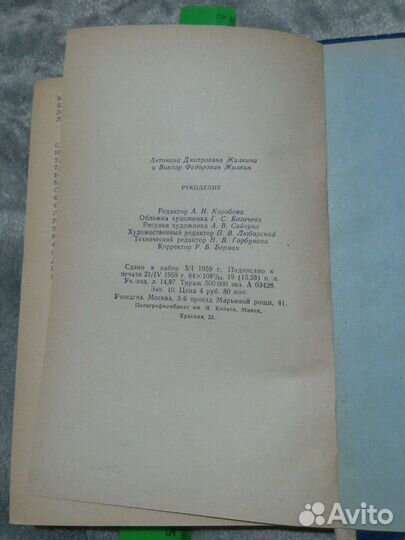 Антонина Дмитриевна Жилкина
и Виктор Федорович Жилкин
РУКОДЕЛИЕ
Редактор А. Н. Коробова
Обложка художника Г. С. Богачева
Рисунки художника А. В. Сайчука
Художественный редактор П. В. Любарский
Технический редактор Н. В. Горбунова
Корректор Р. Б. Берман
Сдано в набор 5/I 1959 г. Подписано к
печати 21/IV 1959 г. 84×108¹/₃₂. 19 (15,58) п. л.
Уч.-изд. л. 14,87. Тираж 500 000 экз. А 03428.
Зак. 10. Цена 4 руб. 80 коп.
Учпедгиз. Москва, 3-й проезд Марьиной рощи, 41.
Полиграфкомбинат им. Я. Коласа, Минск,
Красная, 23.
Avito